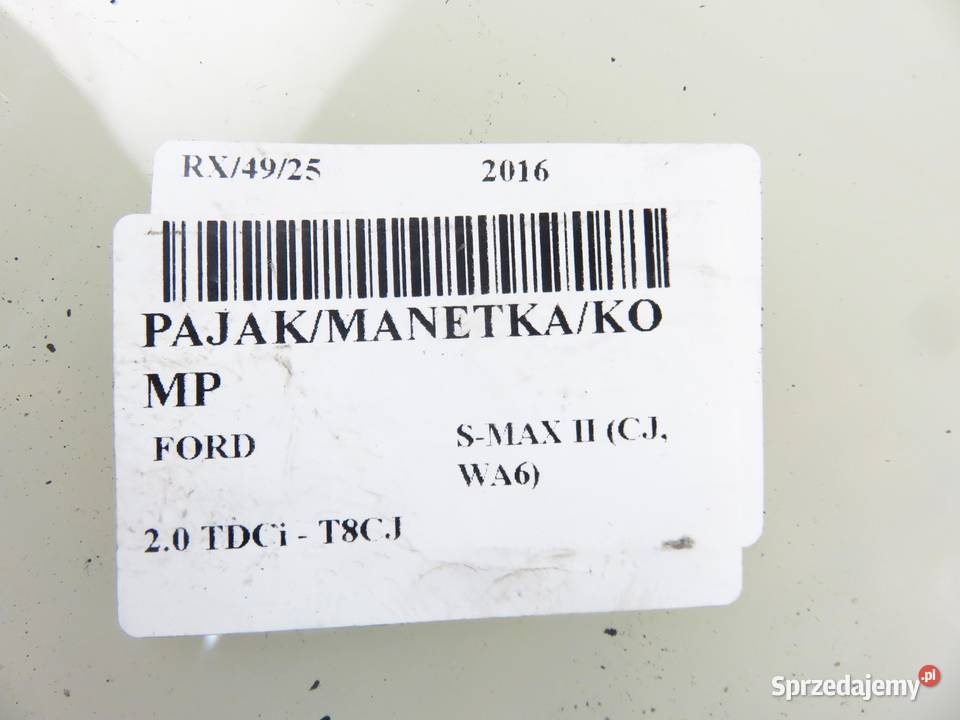 RX/49/25 2016
PAJAK/MANETKA/KO
MP
FORD S-MAX II (CJ,
WA6)
2.0 TDCi - T8CJ
Sprzedajemy.pl